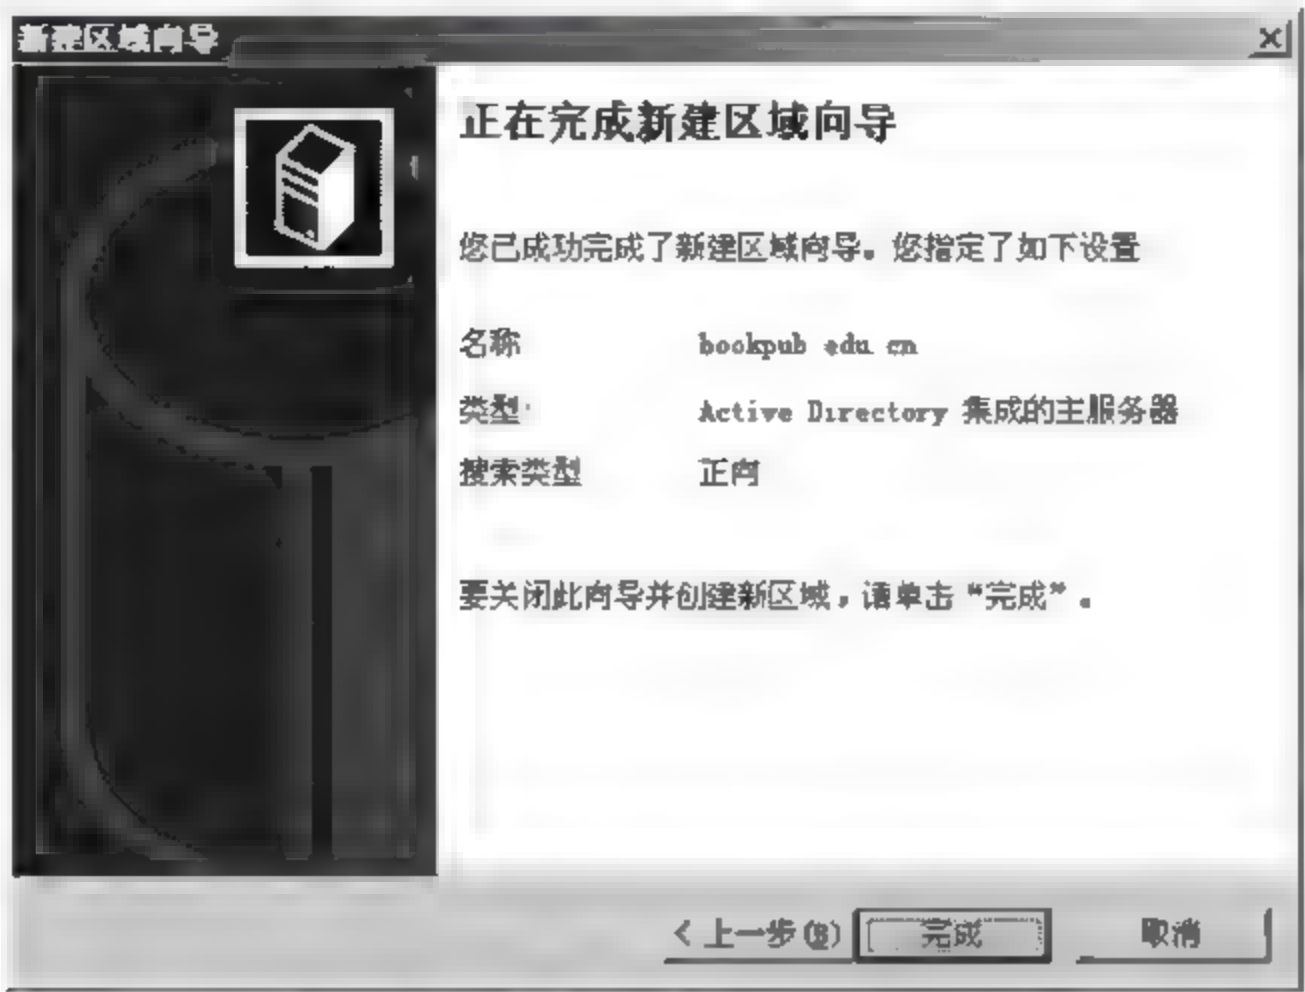 新建区域向导
正在完成新建区域向导
您已成功完成了新建区域向导。您指定了如下设置
名称 bookpub edu cn
类型: Active Directory 集成的主服务器
搜索类型 正向
要关闭此向导并创建新区域，请单击“完成”。
< 上一步(B) 完成 取消